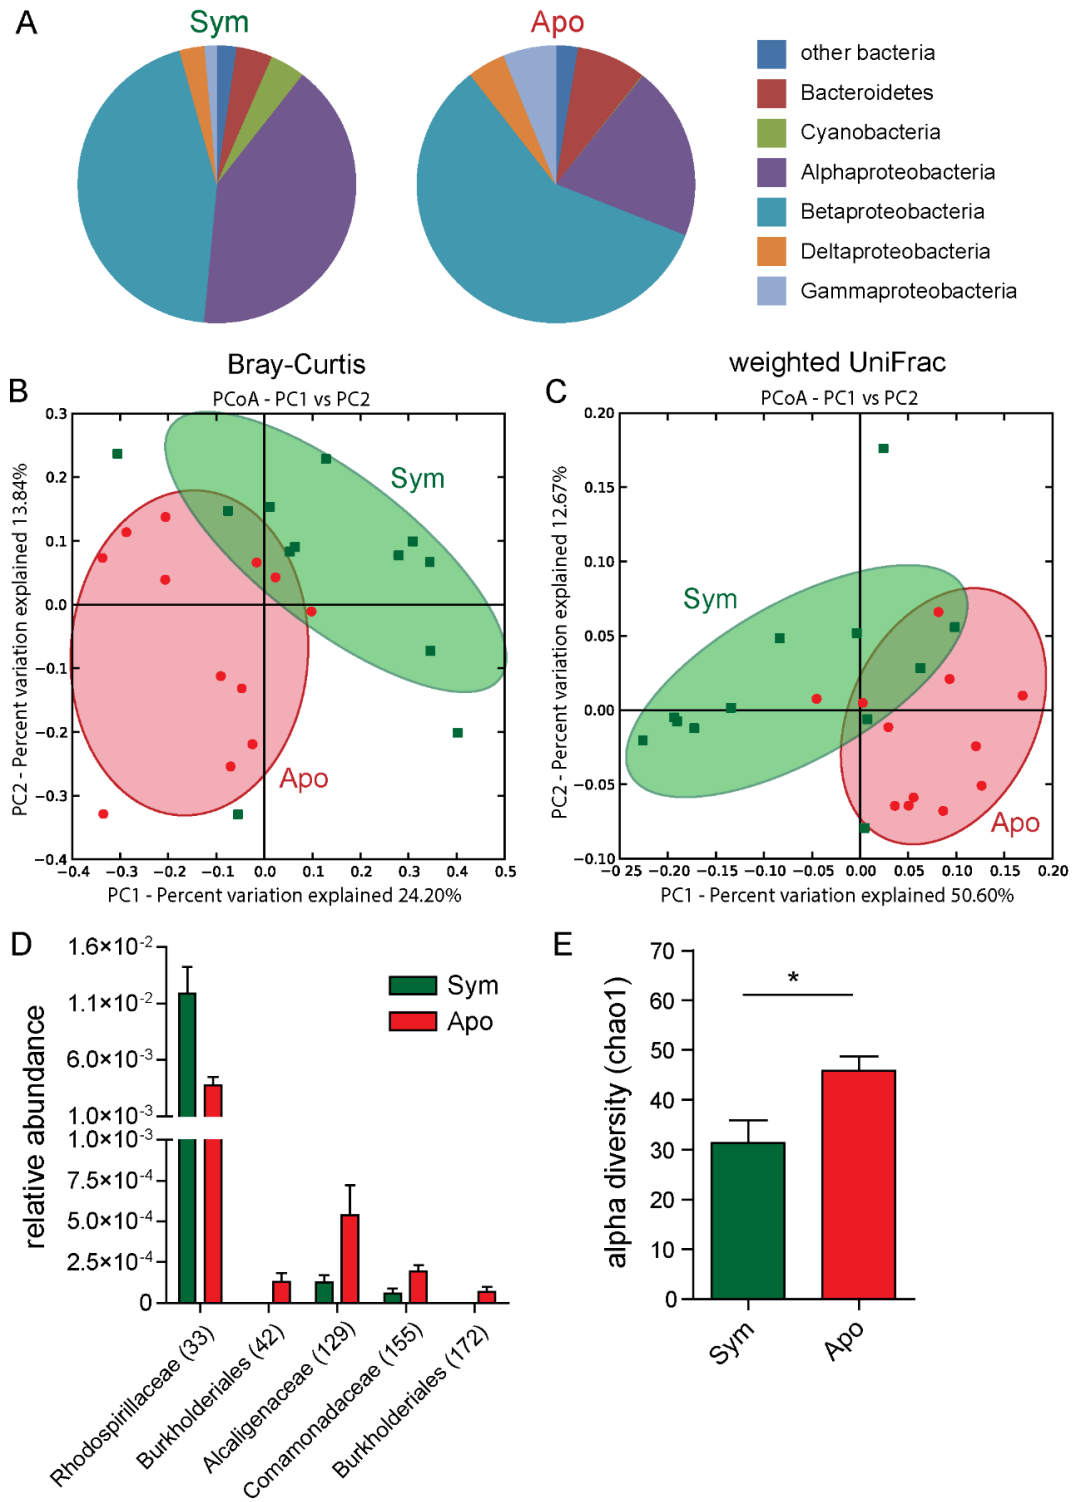 A
Sym
Apo
other bacteria
Bacteroidetes
Cyanobacteria
Alphaproteobacteria
Betaproteobacteria
Deltaproteobacteria
Gammaproteobacteria
Bray-Curtis
weighted UniFrac
B
PCoA - PC1 vs PC2
0.3
0.2
0.1
0.0
−0.1
−0.2
−0.3
−0.4
PC2 - Percent variation explained 13.84%
Sym
Apo
−0.4 −0.3 −0.2 −0.1 0.0 0.1 0.2 0.3 0.4 0.5
PC1 - Percent variation explained 24.20%
C
PCoA - PC1 vs PC2
0.20
0.15
0.10
0.05
0.00
−0.05
−0.10
PC2 - Percent variation explained 12.67%
Sym
Apo
−0 25 −0.20 −0.15 −0.10 −0.05 0.00 0.05 0.10 0.15 0.20
PC1 - Percent variation explained 50.60%
D
1.6×10⁻²
1.1×10⁻²
6.0×10⁻³
1.0×10⁻³
1.0×10⁻³
7.5×10⁻⁴
5.0×10⁻⁴
2.5×10⁻⁴
0
relative abundance
Sym
Apo
Rhodospirillaceae (33)
Burkholderiales (42)
Alcaligenaceae (129)
Comamonadaceae (155)
Burkholderiales (172)
E
70
60
50
40
30
20
10
0
alpha diversity (chao1)
*
Sym
Apo